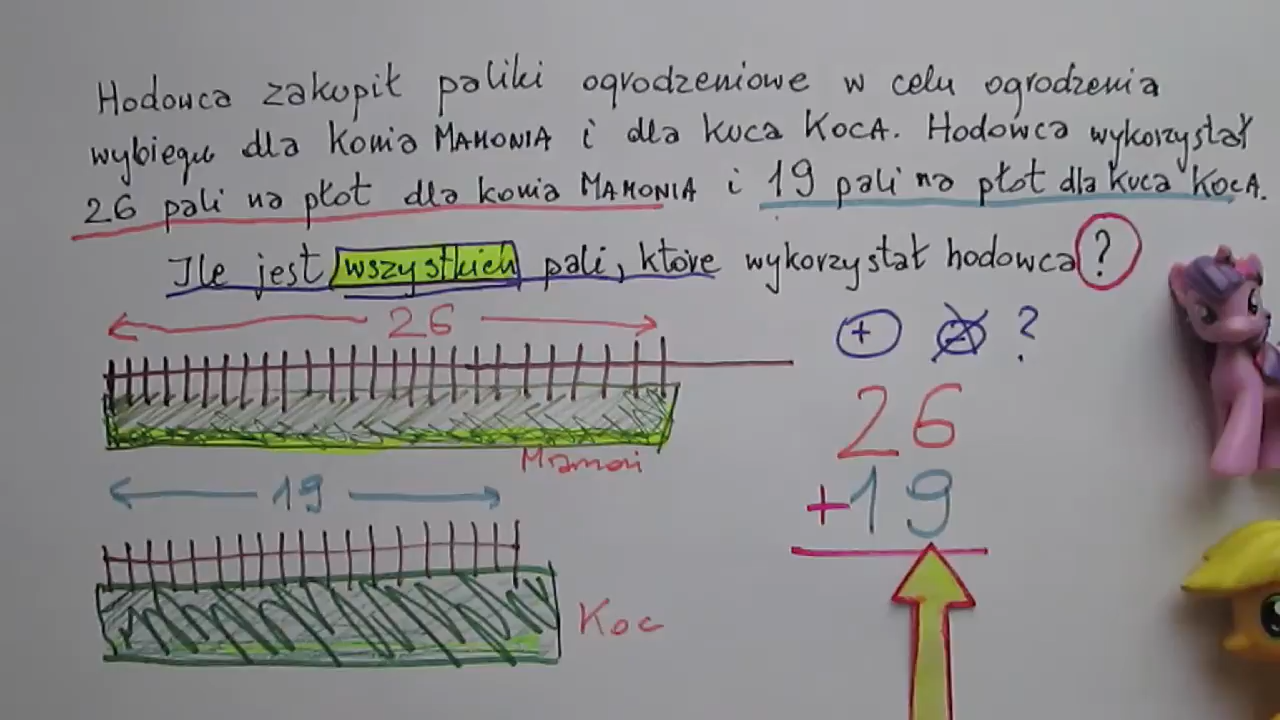 Hodowca zakupił paliki ogrodzeniowe w celu ogrodzenia
wybiegu dla konia MAMONIA i dla kuca KOCA. Hodowca wykorzystał
26 pali na płot dla konia MAMONIA i 19 pali na płot dla kuca KOCA.
Ile jest wszystkich pali, które wykorzystał hodowca?
26
+ - ?
26
Mamoń
19
+19
Koc